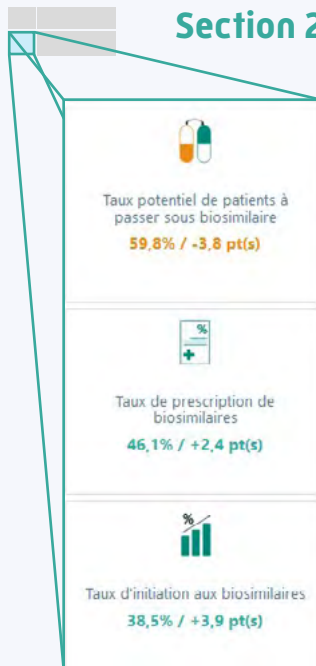 Section 2
Taux potentiel de patients à
passer sous biosimilaire
59,8% / -3,8 pt(s)
%
Taux de prescription de
biosimilaires
46,1% / +2,4 pt(s)
%
Taux d'initiation aux biosimilaires
38,5% / +3,9 pt(s)